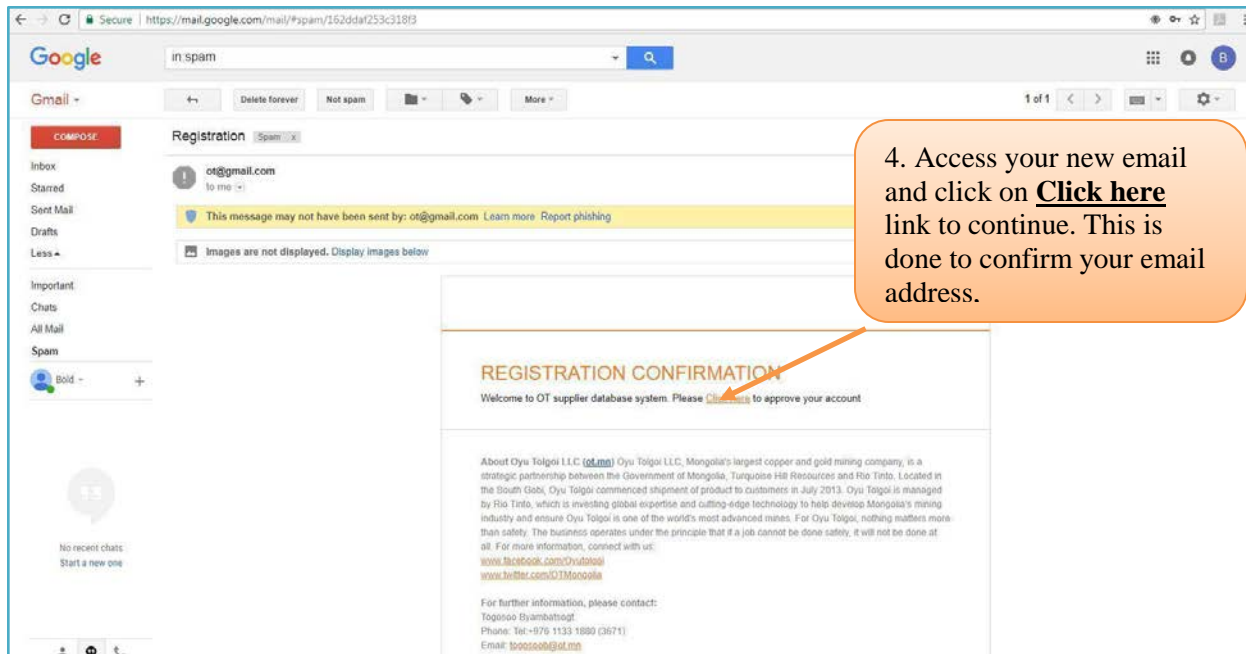 Secure | https://mail.google.com/mail/#spam/162ddaf253c318f3
Google
in:spam
B
Gmail
Delete forever
Not spam
More
1 of 1
COMPOSE
Registration Spam x
Inbox
Starred
Sent Mail
Drafts
Less
Important
Chats
All Mail
Spam
Bold
+
No recent chats
Start a new one
ot@gmail.com
to me
This message may not have been sent by: ot@gmail.com Learn more Report phishing
Images are not displayed. Display images below
4. Access your new email
and click on Click here
link to continue. This is
done to confirm your email
address.
REGISTRATION CONFIRMATION
Welcome to OT supplier database system. Please Click here to approve your account
About Oyu Tolgoi LLC (ot.mn) Oyu Tolgoi LLC, Mongolia's largest copper and gold mining company, is a
strategic partnership between the Government of Mongolia, Turquoise Hill Resources and Rio Tinto. Located in
the South Gobi, Oyu Tolgoi commenced shipment of product to customers in July 2013. Oyu Tolgoi is managed
by Rio Tinto, which is investing global expertise and cutting-edge technology to help develop Mongolia's mining
industry and ensure Oyu Tolgoi is one of the world's most advanced mines. For Oyu Tolgoi, nothing matters more
than safety. The business operates under the principle that if a job cannot be done safely, it will not be done at
all. For more information, connect with us:
www.facebook.com/Oyutolgoi
www.twitter.com/OTMongolia
For further information, please contact:
Togosoo Byambatsogt
Phone: Tel:+976 1133 1880 (3671)
Email: togosoob@ot.mn